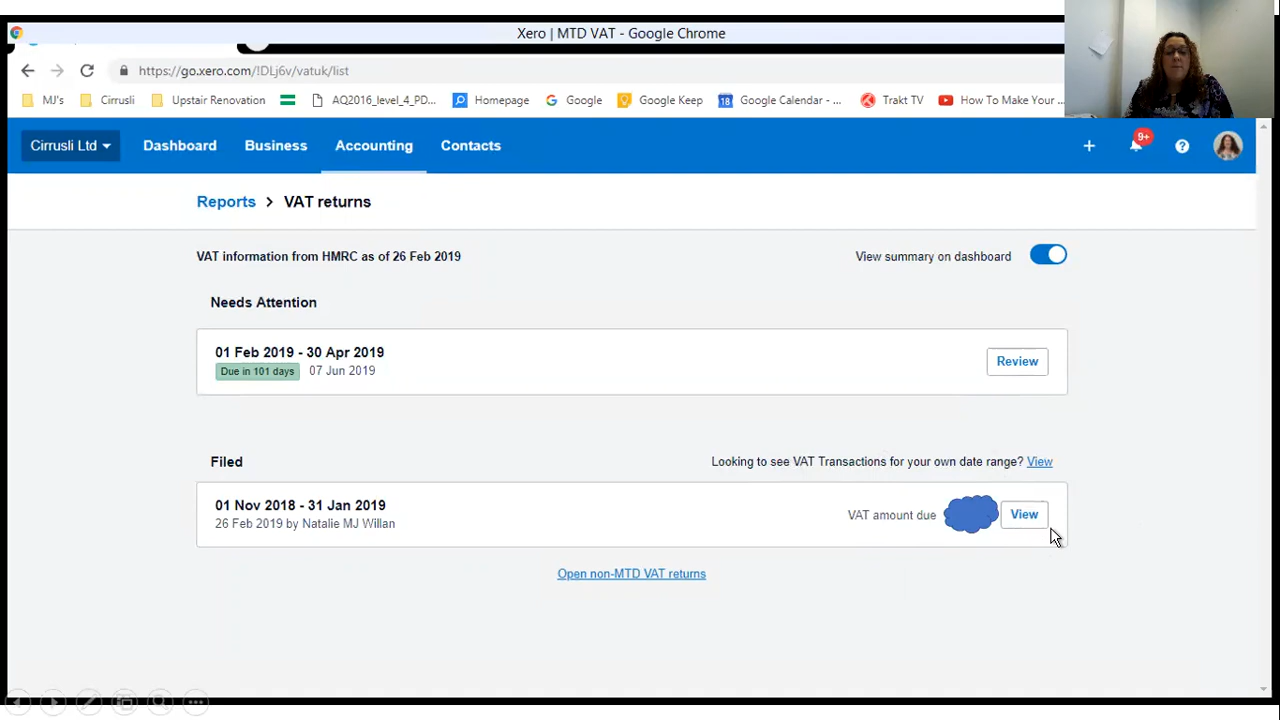 Xero | MTD VAT - Google Chrome
https://go.xero.com/!DLj6v/vatuk/list
MJ's Cirrusli Upstair Renovation AQ2016_level_4_PD... Homepage Google Google Keep 18 Google Calendar - ... Trakt TV How To Make Your ...
Cirrusli Ltd Dashboard Business Accounting Contacts + 9+ ?
Reports > VAT returns
VAT information from HMRC as of 26 Feb 2019 View summary on dashboard
Needs Attention
01 Feb 2019 - 30 Apr 2019
Review
Due in 101 days 07 Jun 2019
Filed Looking to see VAT Transactions for your own date range? View
01 Nov 2018 - 31 Jan 2019
VAT amount due View
26 Feb 2019 by Natalie MJ Willan
Open non-MTD VAT returns